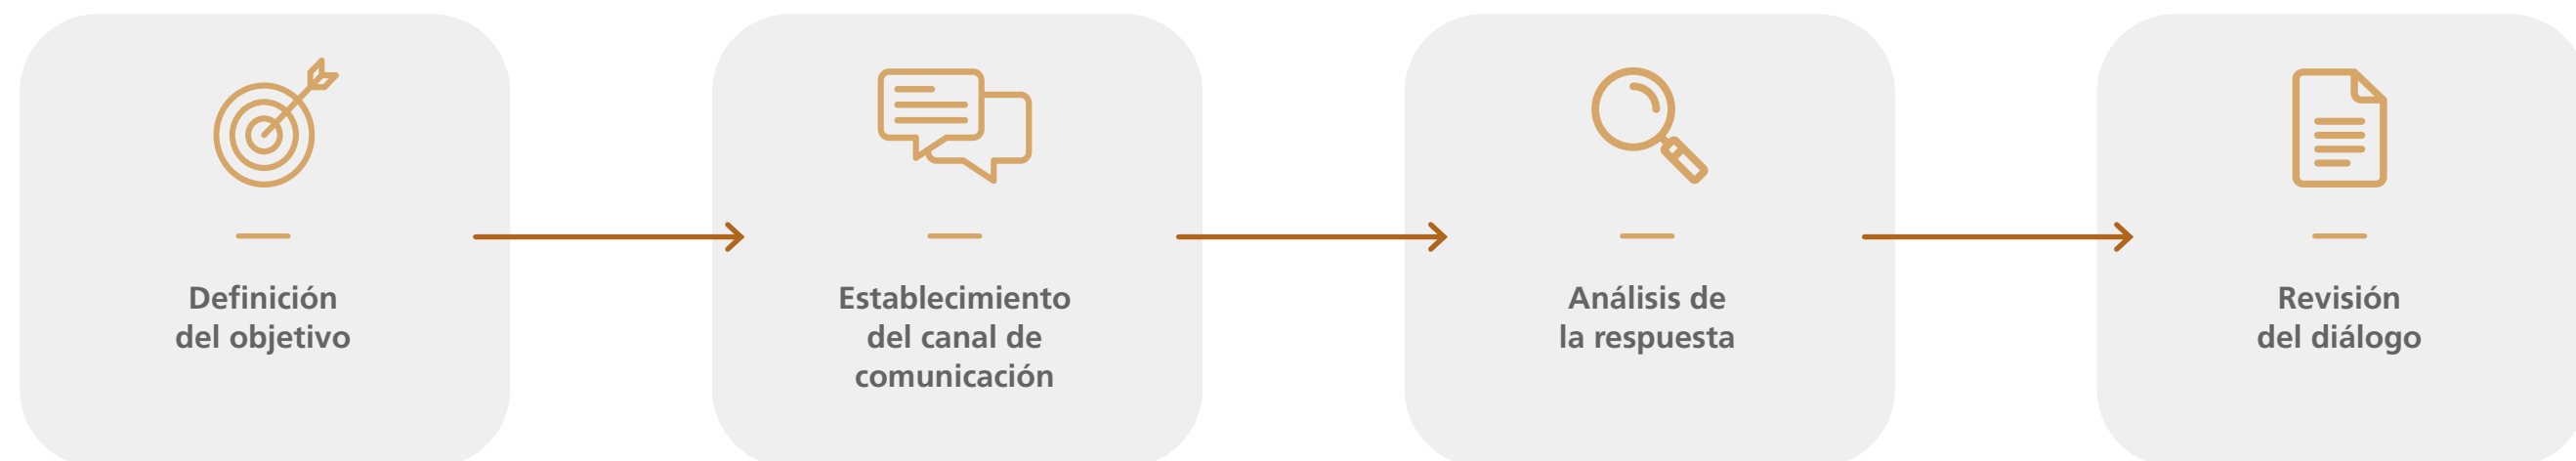 Definición
del objetivo
Establecimiento
del canal de
comunicación
Análisis de
la respuesta
Revisión
del diálogo